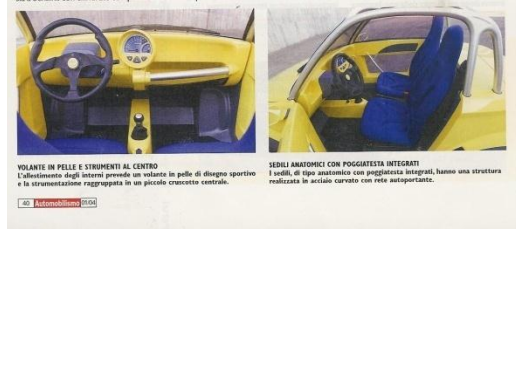 VOLANTE IN PELLE E STRUMENTI AL CENTRO
L'allestimento degli interni prevede un volante in pelle di disegno sportivo
e la strumentazione raggruppata in un piccolo cruscotto centrale.
SEDILI ANATOMICI CON POGGIATESTA INTEGRATI
I sedili, di tipo anatomico con poggiatesta integrati, hanno una struttura
realizzata in acciaio curvato con rete autoportante.
40 Automobilismo 01/04